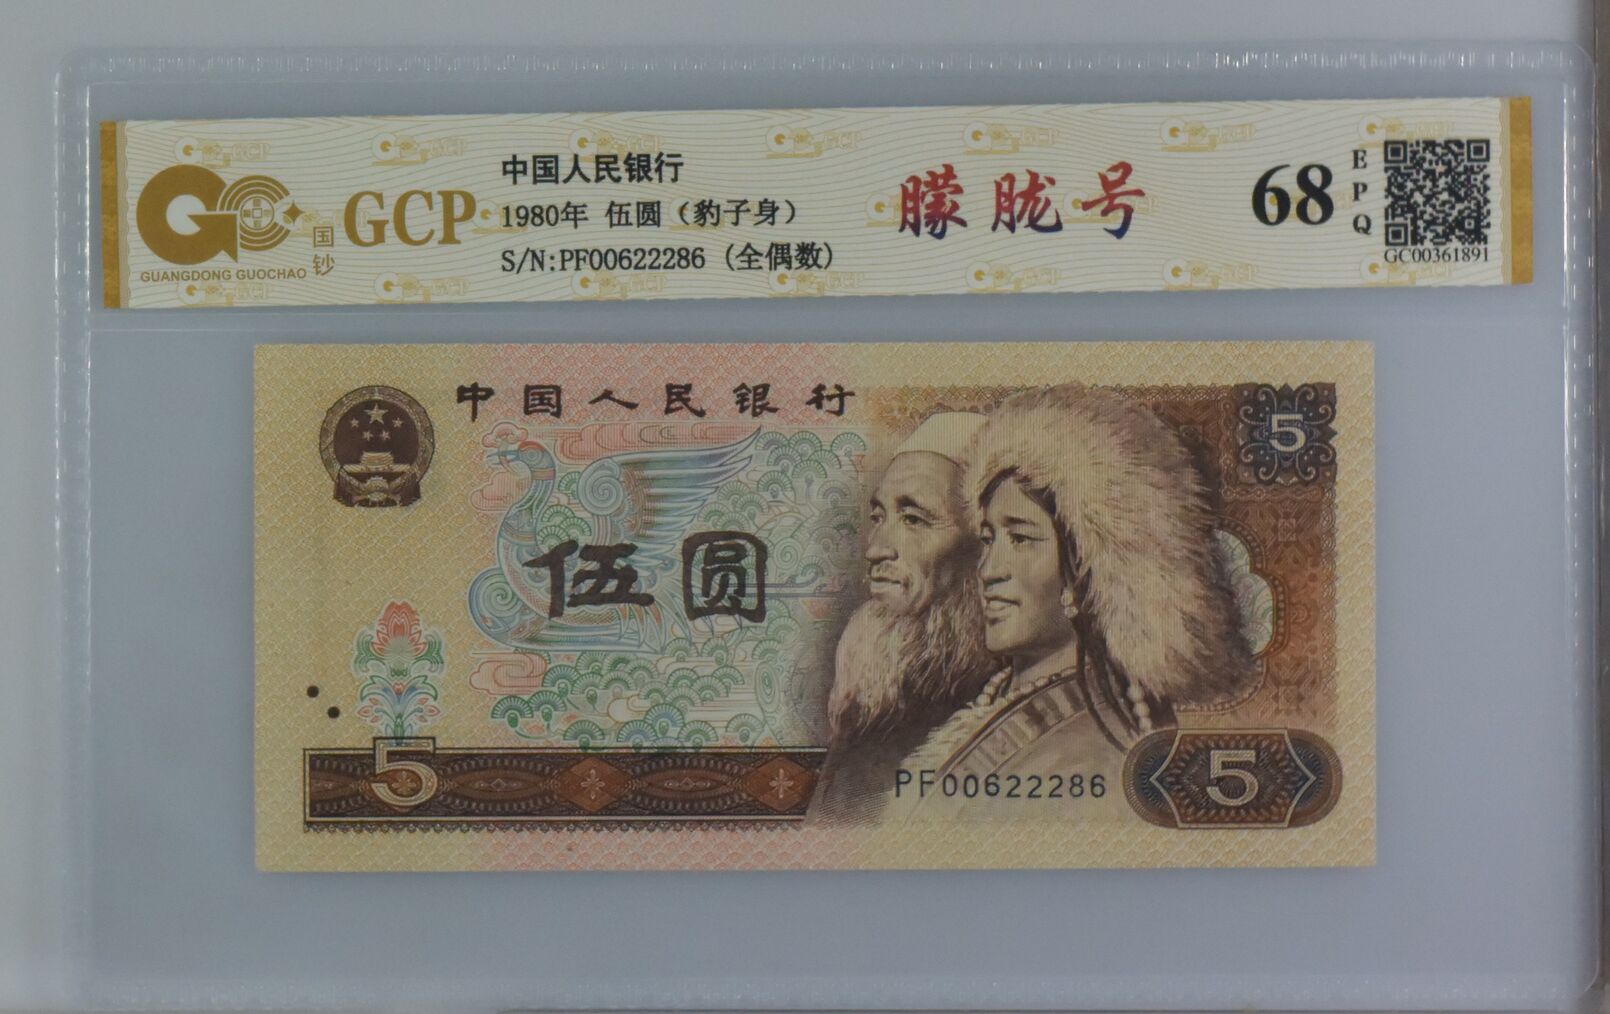 GCP
国钞
GUANGDONG GUOCHAO
中国人民银行
1980年 伍圆（豹子身）
S/N:PF00622286 (全偶数)
朦胧号
68
EPQ
GC00361891
中国人民银行
5
伍圆
5
PF00622286
5